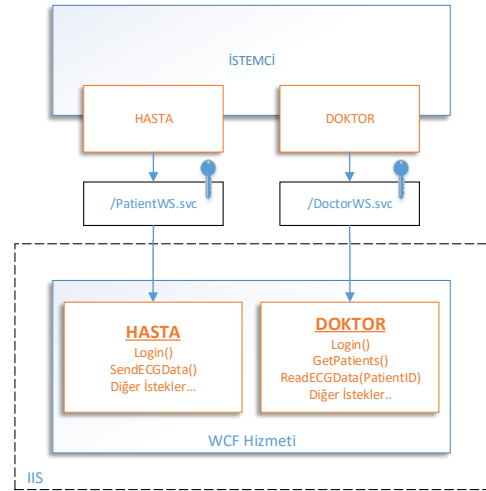 İSTEMCİ
HASTA
DOKTOR
/PatientWS.svc
/DoctorWS.svc
HASTA
Login()
SendECGData()
Diğer İstekler...
DOKTOR
Login()
GetPatients()
ReadECGData(PatientID)
Diğer İstekler..
WCF Hizmeti
IIS